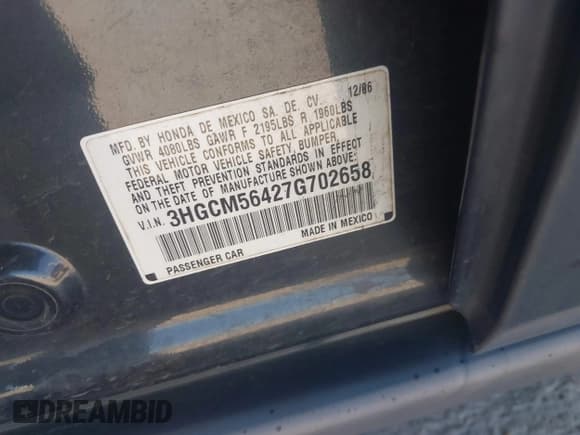 MFD. BY HONDA DE MEXICO SA. DE. CV. 12/06
GVWR 4080LBS GAWR F 2195LBS R 1960LBS
THIS VEHICLE CONFORMS TO ALL APPLICABLE
FEDERAL MOTOR VEHICLE SAFETY, BUMPER,
AND THEFT PREVENTION STANDARDS IN EFFECT
ON THE DATE OF MANUFACTURE SHOWN ABOVE.
V.I.N. 3HGCM56427G702658
PASSENGER CAR MADE IN MEXICO
DREAMBID